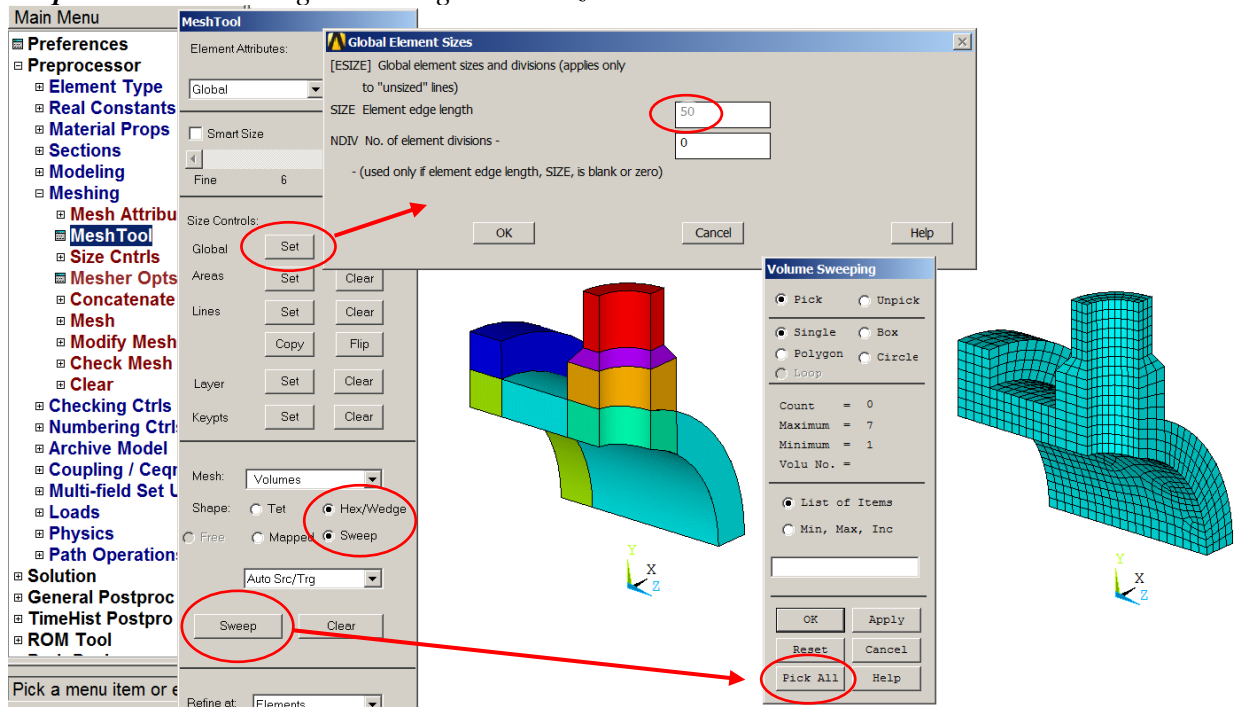 Main Menu
Preferences
Preprocessor
Element Type
Real Constants
Material Props
Sections
Modeling
Meshing
Mesh Attribu
MeshTool
Size Cntrls
Mesher Opts
Concatenate
Mesh
Modify Mesh
Check Mesh
Clear
Checking Ctrls
Numbering Ctrl
Archive Model
Coupling / Ceqn
Multi-field Set U
Loads
Physics
Path Operation
Solution
General Postproc
TimeHist Postpro
ROM Tool
Pick a menu item or e
MeshTool
Element Attributes:
Global
Smart Size
Fine 6
Size Controls:
Global Set
Areas Set Clear
Lines Set Clear
Copy Flip
Layer Set Clear
Keypts Set Clear
Mesh: Volumes
Shape: Tet Hex/Wedge
Free Mapped Sweep
Auto Src/Trg
Sweep Clear
Refine at: Elements
Global Element Sizes
[ESIZE] Global element sizes and divisions (applies only
to "unsized" lines)
SIZE Element edge length 50
NDIV No. of element divisions - 0
- (used only if element edge length, SIZE, is blank or zero)
OK Cancel Help
Y
X
Z
Volume Sweeping
Pick Unpick
Single Box
Polygon Circle
Loop
Count = 0
Maximum = 7
Minimum = 1
Volu No. =
List of Items
Min, Max, Inc
OK Apply
Reset Cancel
Pick All Help
Y
X
Z